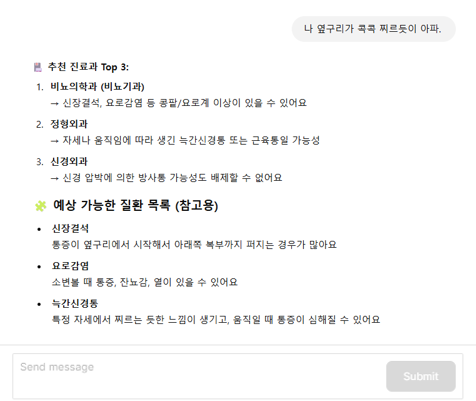 나 옆구리가 콕콕 찌르듯이 아파.
추천 진료과 Top 3:
1. 비뇨의학과 (비뇨기과)
→ 신장결석, 요로감염 등 콩팥/요로계 이상이 있을 수 있어요
2. 정형외과
→ 자세나 움직임에 따라 생긴 늑간신경통 또는 근육통일 가능성
3. 신경외과
→ 신경 압박에 의한 방사통 가능성도 배제할 수 없어요
예상 가능한 질환 목록 (참고용)
• 신장결석
통증이 옆구리에서 시작해서 아래쪽 복부까지 퍼지는 경우가 많아요
• 요로감염
소변볼 때 통증, 잔뇨감, 열이 있을 수 있어요
• 늑간신경통
특정 자세에서 찌르는 듯한 느낌이 생기고, 움직일 때 통증이 심해질 수 있어요
Send message
Submit